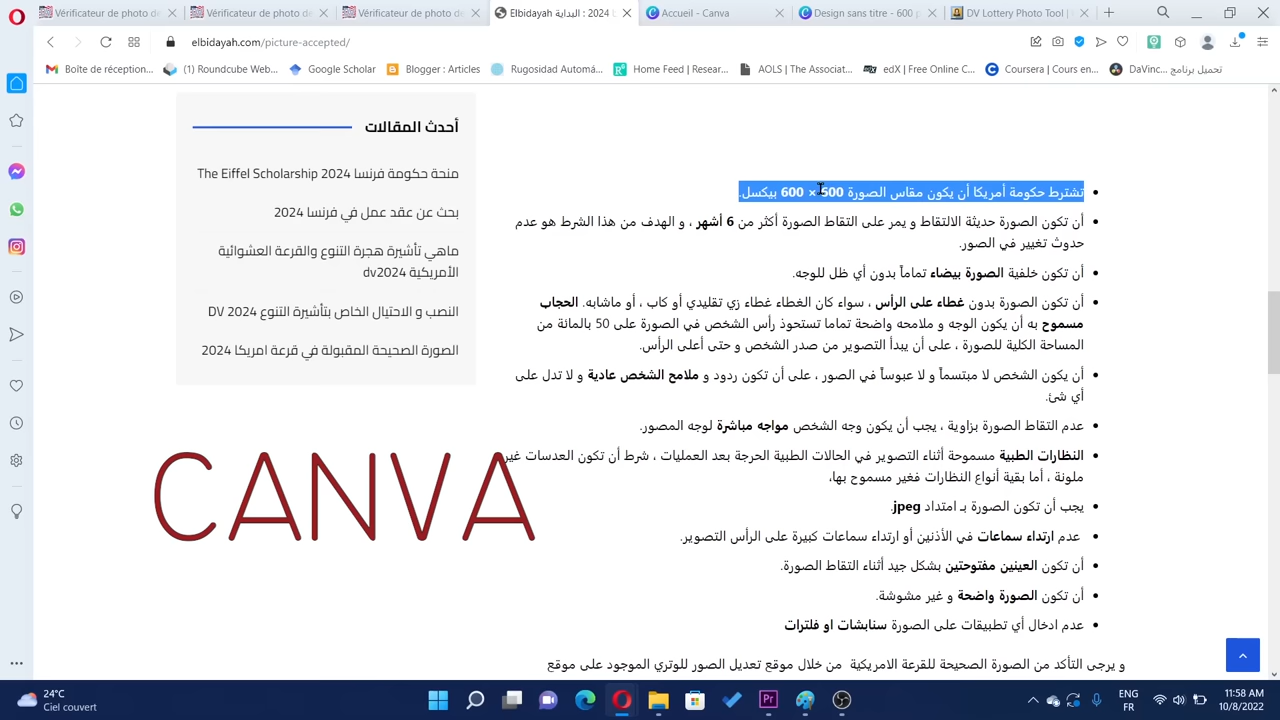 Vérificateur de photo de
Vérificateur de photo de
Vérificateur de photo de
Elbidayah البداية : 2024
Accueil - Canva
Design sans titre - 600 p
DV Lottery Photo Tool |
elbidayah.com/picture-accepted/
Boîte de réception...
(1) Roundcube Web...
Google Scholar
Blogger : Articles
Rugosidad Automá...
Home Feed | Resear...
AOLS | The Associat...
edX | Free Online C...
Coursera | Cours en...
تحميل برنامج DaVinc...
أحدث المقالات
منحة حكومة فرنسا 2024 The Eiffel Scholarship
بحث عن عقد عمل في فرنسا 2024
ماهي تأشيرة هجرة التنوع والقرعة العشوائية
الأمريكية dv2024
النصب و الاحتيال الخاص بتأشيرة التنوع DV 2024
الصورة الصحيحة المقبولة في قرعة امريكا 2024
تشترط حكومة أمريكا أن يكون مقاس الصورة 600 × 600 بيكسل.
أن تكون الصورة حديثة الالتقاط و يمر على التقاط الصورة أكثر من 6 أشهر ، و الهدف من هذا الشرط هو عدم
حدوث تغيير في الصور.
أن تكون خلفية الصورة بيضاء تماماً بدون أي ظل للوجه.
أن تكون الصورة بدون غطاء على الرأس ، سواء كان الغطاء غطاء زي تقليدي أو كاب ، أو ماشابه. الحجاب
مسموح به أن يكون الوجه و ملامحه واضحة تماما تستحوذ رأس الشخص في الصورة على 50 بالمائة من
المساحة الكلية للصورة ، على أن يبدأ التصوير من صدر الشخص و حتى أعلى الرأس.
أن يكون الشخص لا مبتسماً و لا عبوساً في الصور ، على أن تكون ردود و ملامح الشخص عادية و لا تدل على
أي شئ.
عدم التقاط الصورة بزاوية ، يجب أن يكون وجه الشخص مواجه مباشرة لوجه المصور.
النظارات الطبية مسموحة أثناء التصوير في الحالات الطبية الحرجة بعد العمليات ، شرط أن تكون العدسات غير
ملونة ، أما بقية أنواع النظارات فغير مسموح بها،
يجب أن تكون الصورة بـ امتداد jpeg.
عدم ارتداء سماعات في الأذنين أو ارتداء سماعات كبيرة على الرأس التصوير.
أن تكون العينين مفتوحتين بشكل جيد أثناء التقاط الصورة.
أن تكون الصورة واضحة و غير مشوشة.
عدم ادخال أي تطبيقات على الصورة سنابشات او فلترات
و يرجى التأكد من الصورة الصحيحة للقرعة الامريكية من خلال موقع تعديل الصور للوتري الموجود على موقع
CANVA
24°C
Ciel couvert
ENG
FR
11:58 AM
10/8/2022